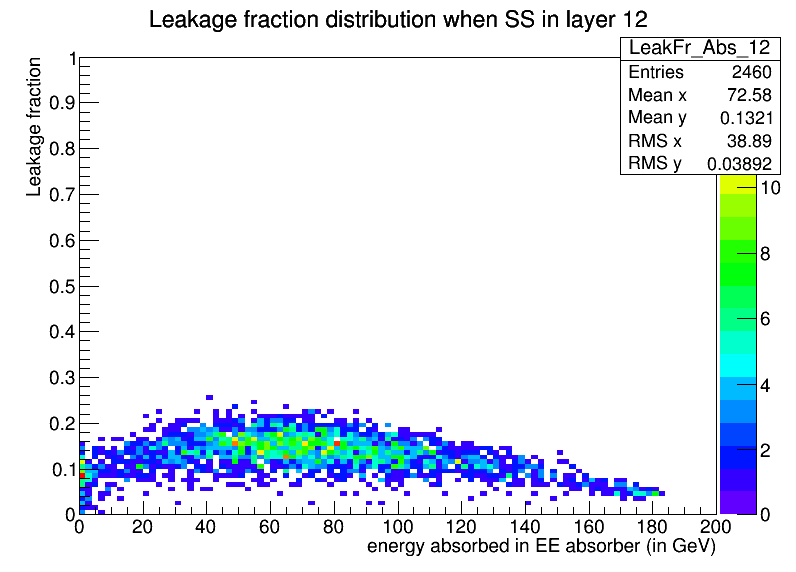 Leakage fraction distribution when SS in layer 12
LeakFr_Abs_12
Entries 2460
Mean x 72.58
Mean y 0.1321
RMS x 38.89
RMS y 0.03892
Leakage fraction
1
0.9
0.8
0.7
0.6
0.5
0.4
0.3
0.2
0.1
0
10
8
6
4
2
0
0 20 40 60 80 100 120 140 160 180 200
energy absorbed in EE absorber (in GeV)